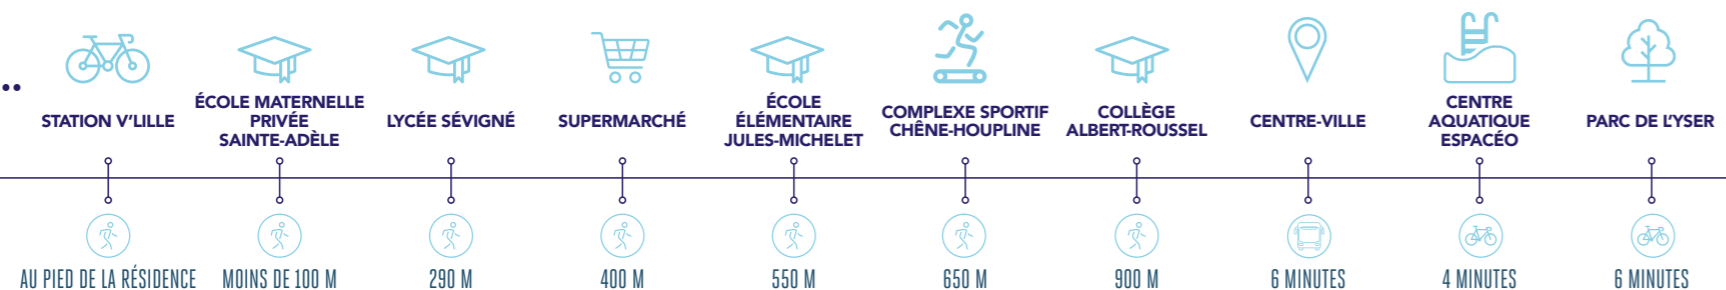 ..
STATION V'LILLE
ÉCOLE MATERNELLE
PRIVÉE
SAINTE-ADÈLE
LYCÉE SÉVIGNÉ
SUPERMARCHÉ
ÉCOLE
ÉLÉMENTAIRE
JULES-MICHELET
COMPLEXE SPORTIF
CHÊNE-HOUPLINE
COLLÈGE
ALBERT-ROUSSEL
CENTRE-VILLE
CENTRE
AQUATIQUE
ESPACÉO
PARC DE L'YSER
AU PIED DE LA RÉSIDENCE
MOINS DE 100 M
290 M
400 M
550 M
650 M
900 M
6 MINUTES
4 MINUTES
6 MINUTES